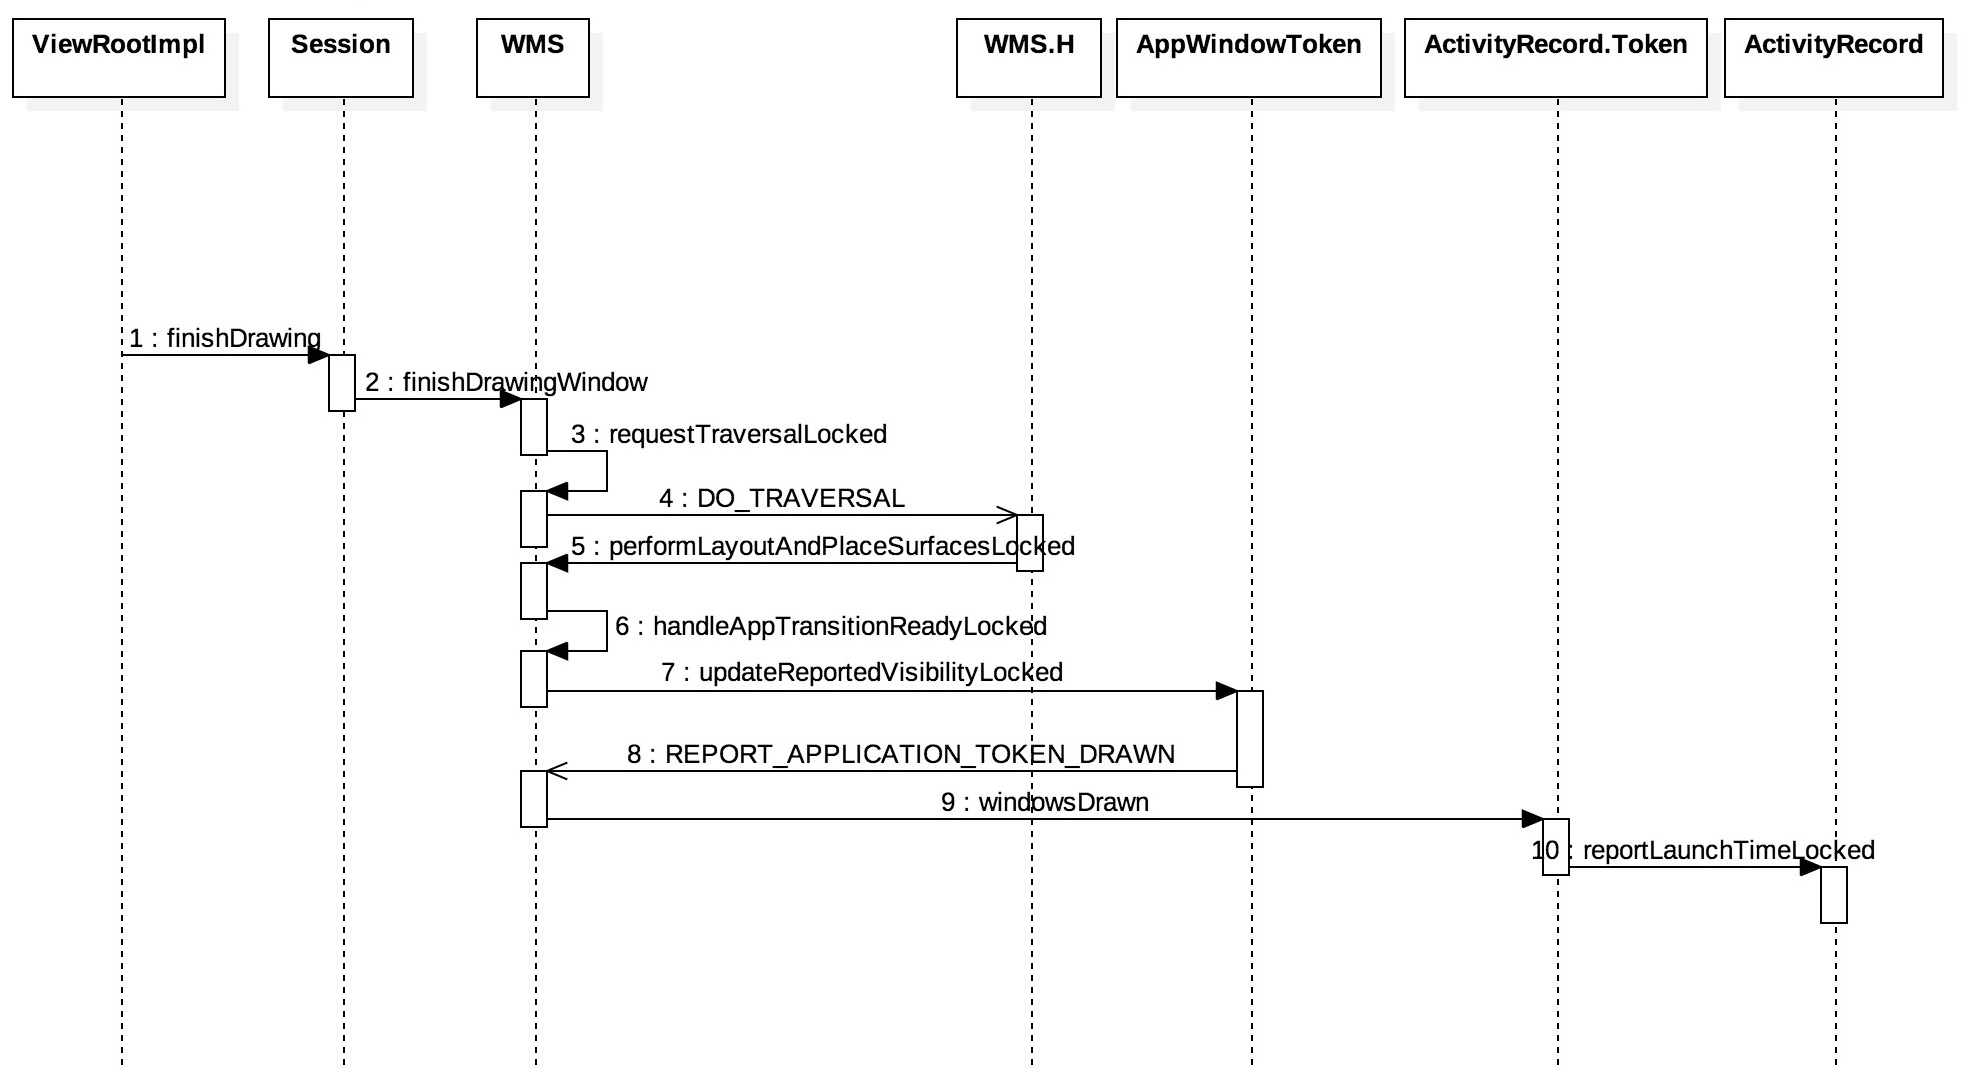 ViewRootImpl
Session
WMS
WMS.H
AppWindowToken
ActivityRecord.Token
ActivityRecord
1 : finishDrawing
2 : finishDrawingWindow
3 : requestTraversalLocked
4 : DO_TRAVERSAL
5 : performLayoutAndPlaceSurfacesLocked
6 : handleAppTransitionReadyLocked
7 : updateReportedVisibilityLocked
8 : REPORT_APPLICATION_TOKEN_DRAWN
9 : windowsDrawn
10 : reportLaunchTimeLocked